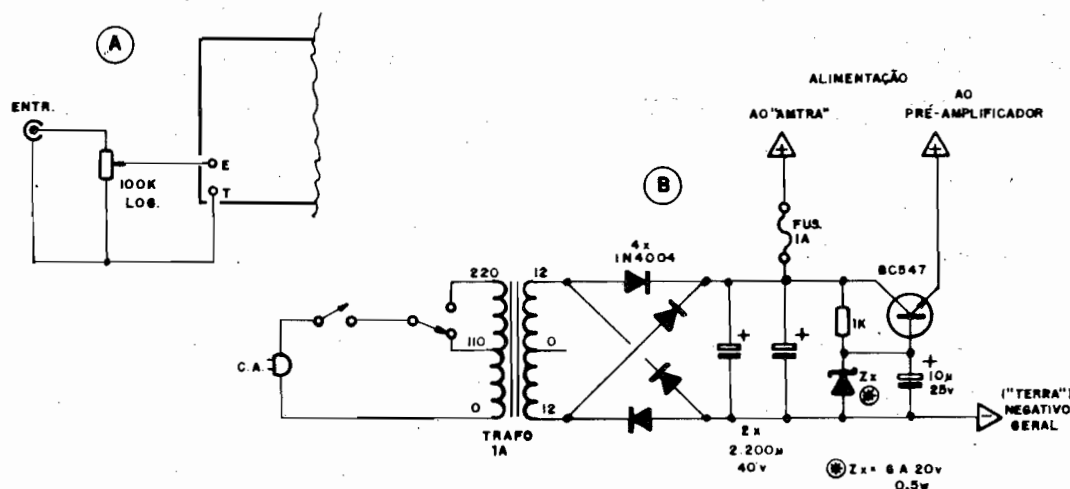 A
ENTR.
100K
LOG.
E
T
ALIMENTAÇÃO
AO "AMTRA"
AO
PRÉ-AMPLIFICADOR
+
+
B
FUS.
1A
4x
1N4004
BC547
220
12
110
0
C.A.
0
12
TRAFO
1A
+
+
1K
+
Zx
10µ
25v
("TERRA")
NEGATIVO
GERAL
-
2x
2.200µ
40v
Zx= 6 A 20v
0,5w